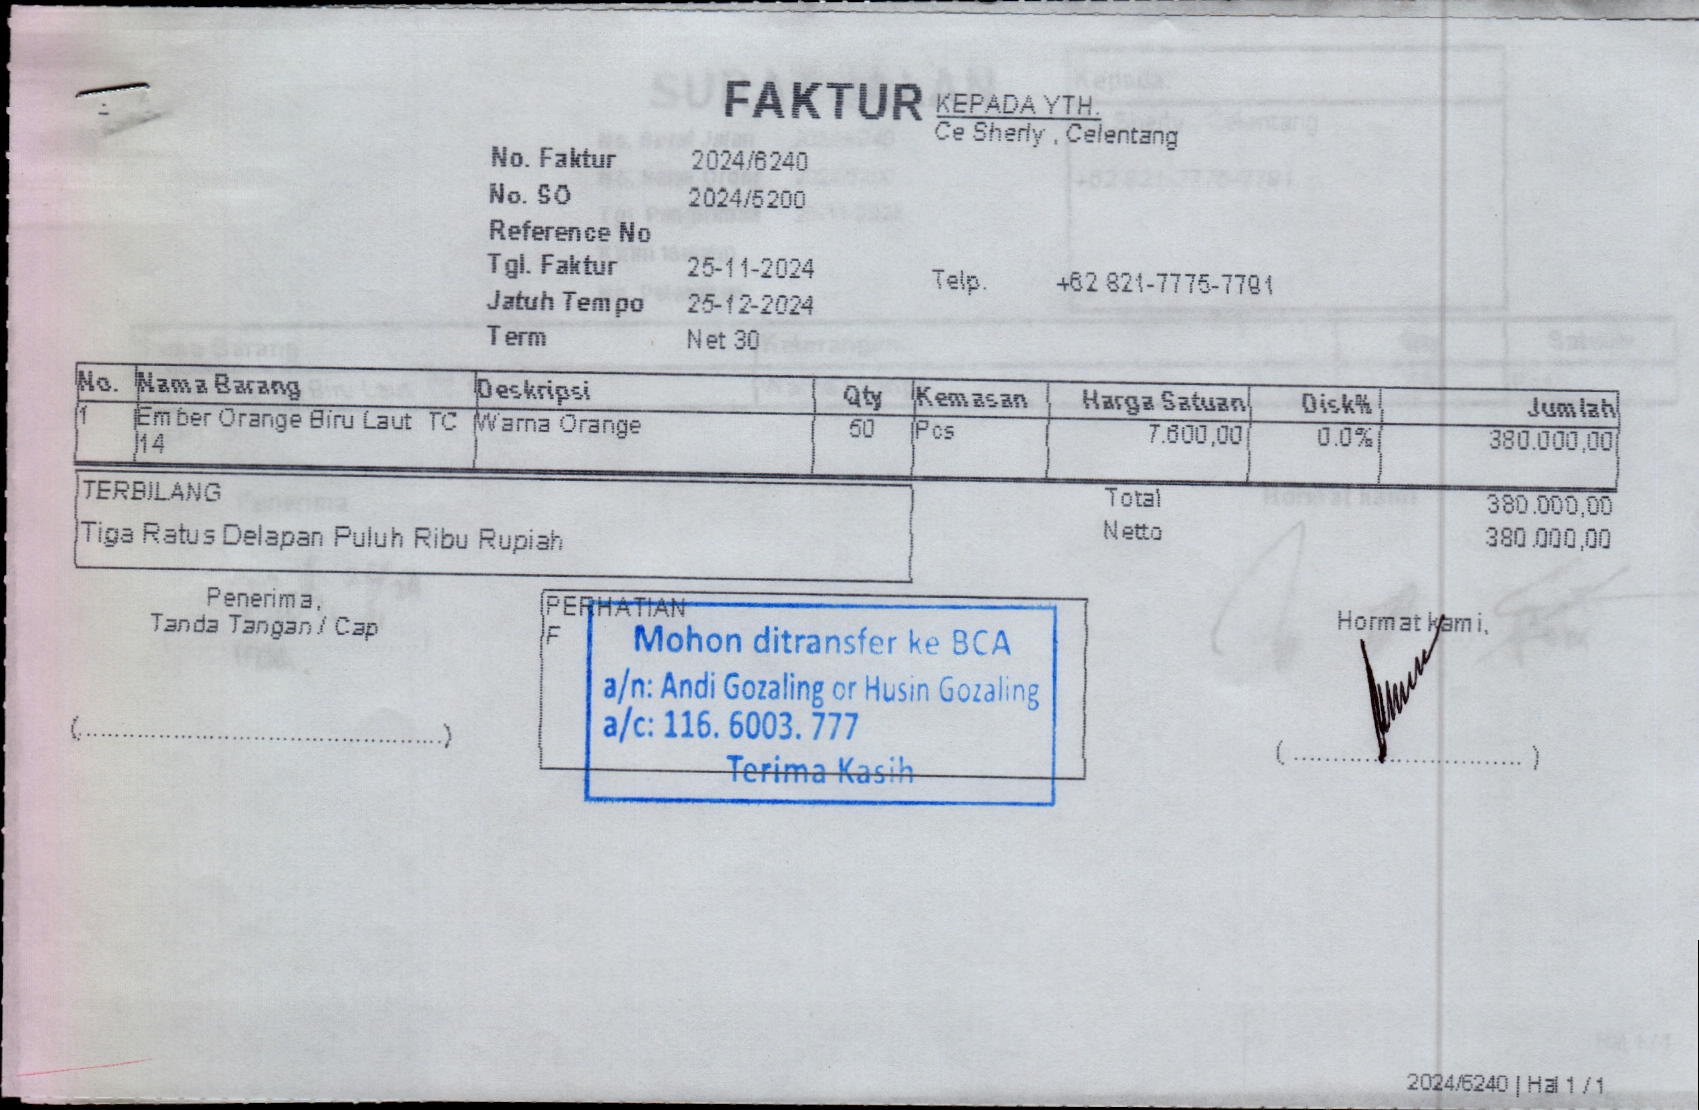 FAKTUR
KEPADA YTH.
Ce Sherly , Celentang
No. Faktur 2024/6240
No. SO 2024/5200
Reference No
Tgl. Faktur 25-11-2024
Telp. +62 821-7775-7791
Jatuh Tempo 25-12-2024
Term Net 30
No. Nama Barang Deskripsi Qty Kemasan Harga Satuan Disk% Jumlah
1 Ember Orange Biru Laut TC Warna Orange 50 Pcs 7.600,00 0.0% 380.000,00
14
TERBILANG
Total 380.000,00
Tiga Ratus Delapan Puluh Ribu Rupiah
Netto 380.000,00
Penerima,
Tanda Tangan / Cap
PERHATIAN
F
Mohon ditransfer ke BCA
a/n: Andi Gozaling or Husin Gozaling
a/c: 116. 6003. 777
Terima Kasih
Hormat kami,
(..........................................)
( .............................. )
2024/6240 | Hal 1 / 1